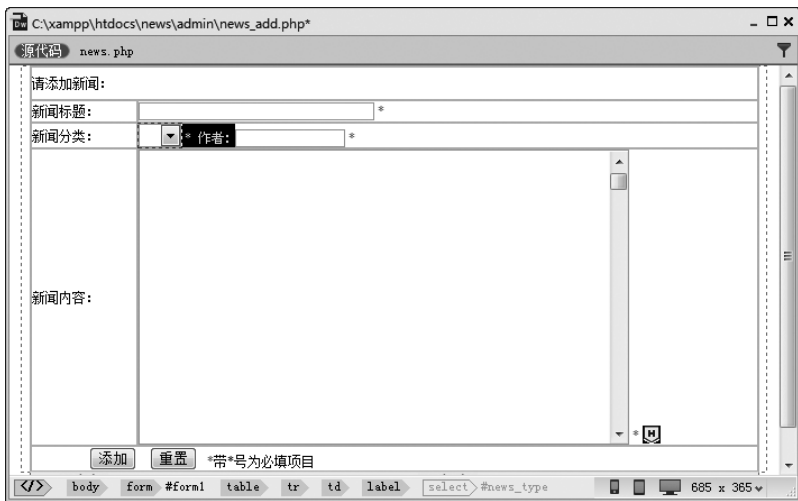 Dw C:\xampp\htdocs\news\admin\news_add.php*
源代码 news.php
请添加新闻：
新闻标题： *
新闻分类： * 作者： *
新闻内容：
* H
添加 重置 *带*号为必填项目
</> body form #form1 table tr td label select #news_type 685 x 365